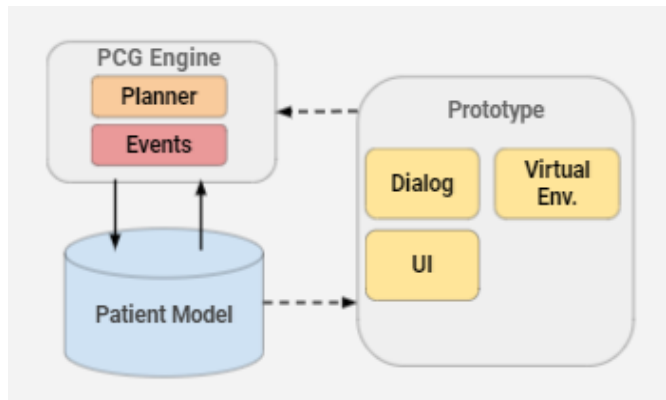 PCG Engine
Planner
Events
Patient Model
Prototype
Dialog
Virtual
Env.
UI